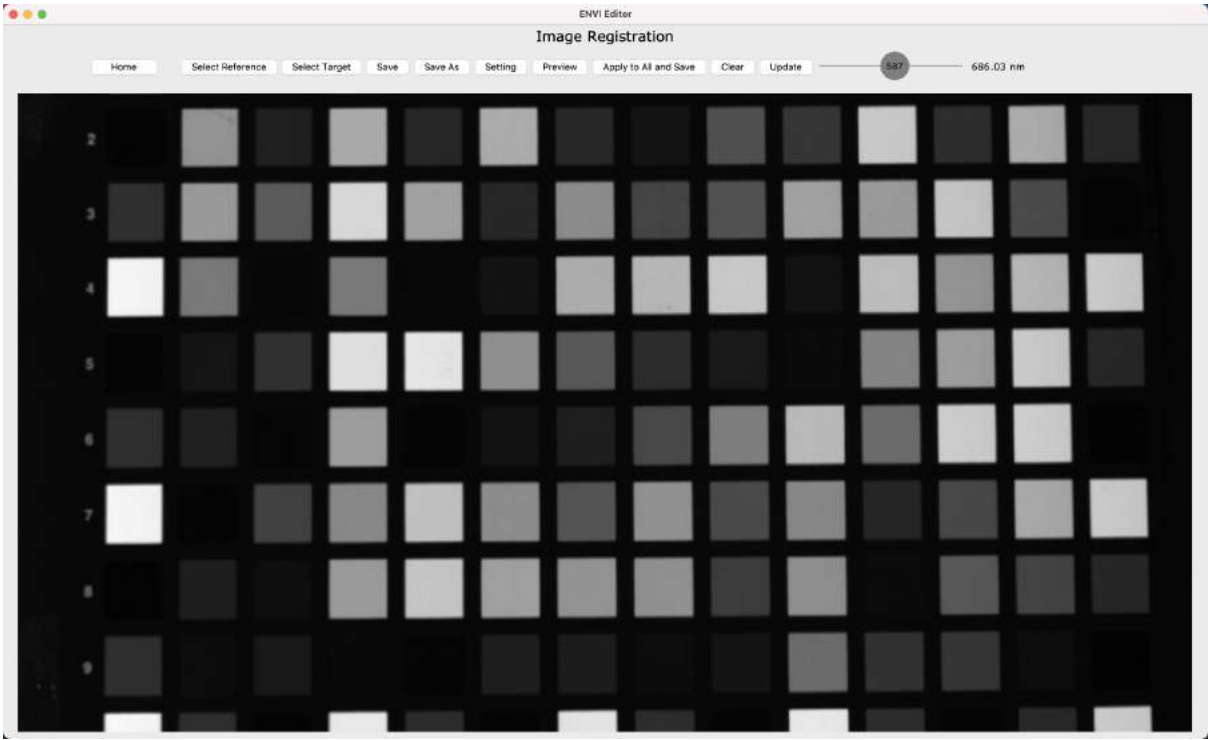 ENVI Editor
Image Registration
Home Select Reference Select Target Save Save As Setting Preview Apply to All and Save Clear Update 587 686.03 nm
2
3
4
5
6
7
8
9